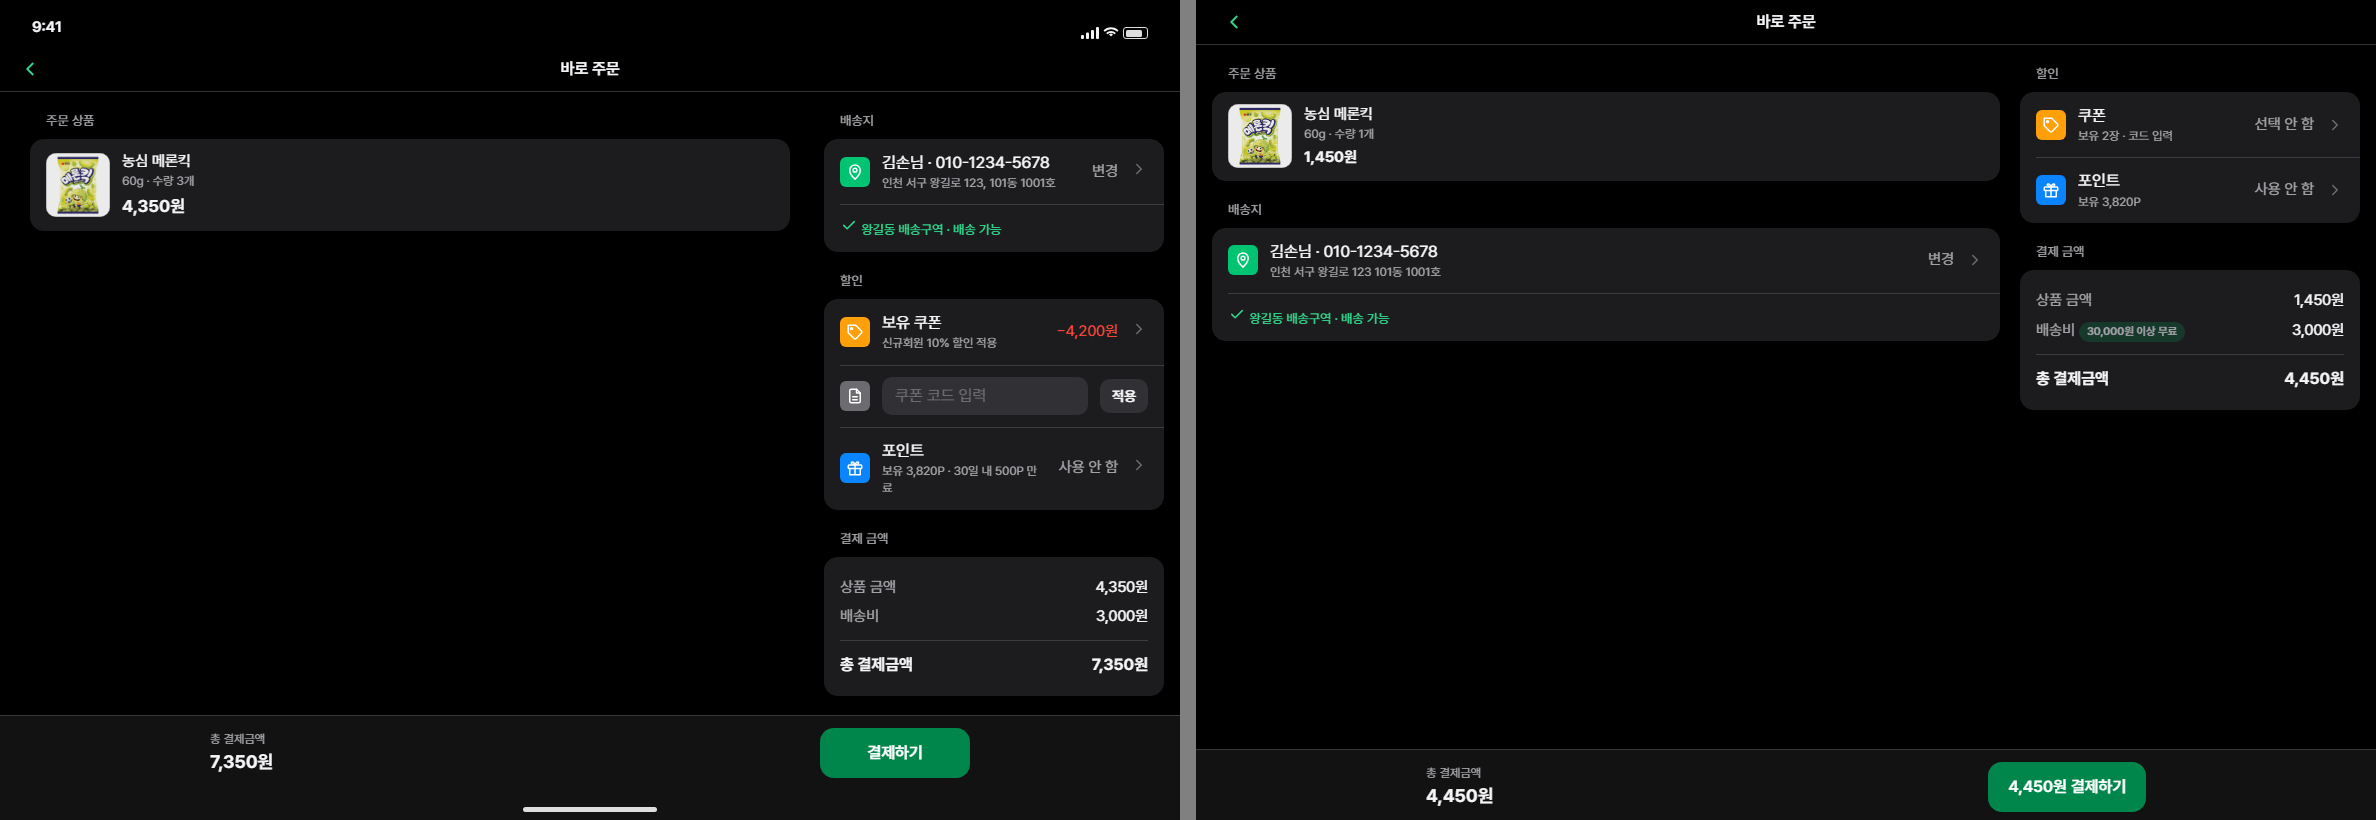 9:41
바로 주문
주문 상품
메론킥
농심 메론킥
60g · 수량 3개
4,350원
배송지
김손님 · 010-1234-5678
인천 서구 왕길로 123, 101동 1001호
변경
왕길동 배송구역 · 배송 가능
할인
보유 쿠폰
신규회원 10% 할인 적용
−4,200원
쿠폰 코드 입력
적용
포인트
보유 3,820P · 30일 내 500P 만
료
사용 안 함
결제 금액
상품 금액
4,350원
배송비
3,000원
총 결제금액
7,350원
총 결제금액
7,350원
결제하기
바로 주문
주문 상품
메론킥
농심 메론킥
60g · 수량 1개
1,450원
배송지
김손님 · 010-1234-5678
인천 서구 왕길로 123 101동 1001호
변경
왕길동 배송구역 · 배송 가능
할인
쿠폰
보유 2장 · 코드 입력
선택 안 함
포인트
보유 3,820P
사용 안 함
결제 금액
상품 금액
1,450원
배송비
30,000원 이상 무료
3,000원
총 결제금액
4,450원
총 결제금액
4,450원
4,450원 결제하기